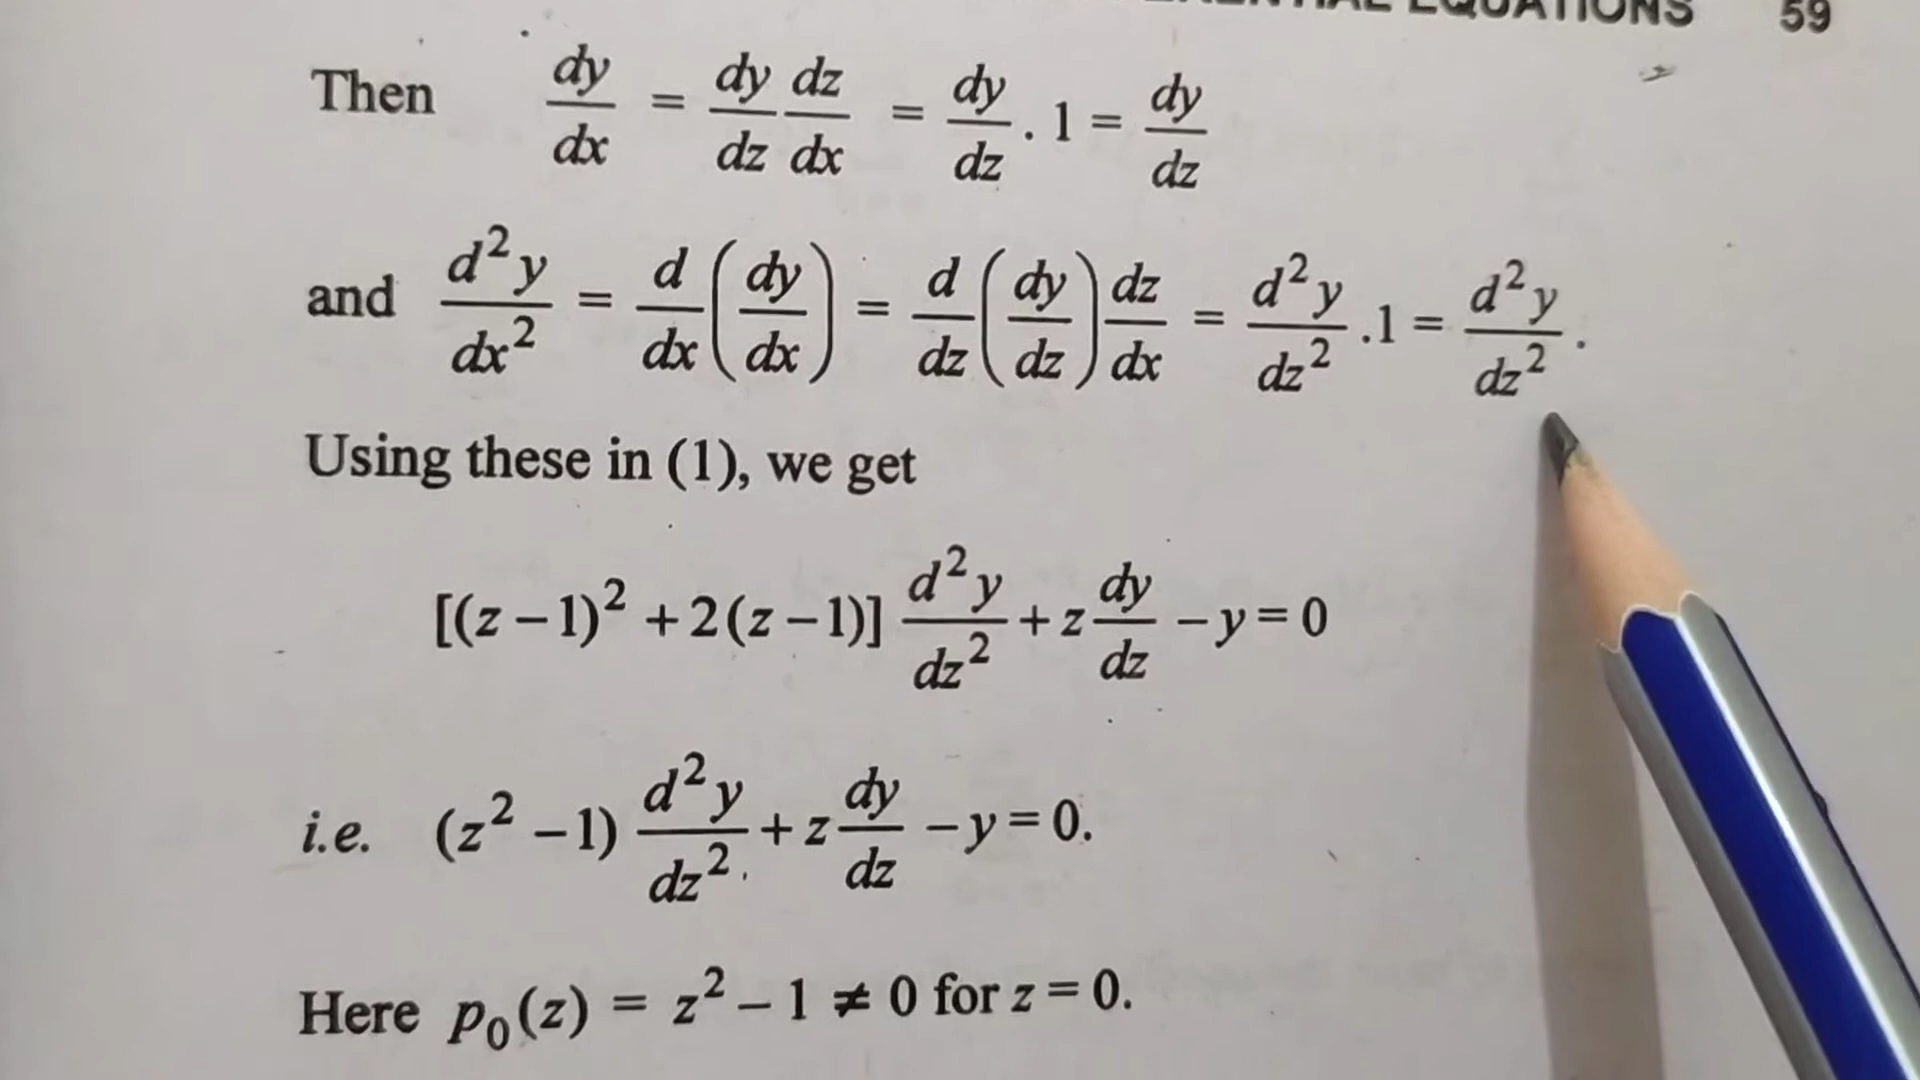 EQUATIONS 59
Then dy/dx = dy/dz dz/dx = dy/dz . 1 = dy/dz
and d²y/dx² = d/dx (dy/dx) = d/dz (dy/dz) dz/dx = d²y/dz² .1 = d²y/dz² .
Using these in (1), we get
[(z – 1)² + 2(z – 1)] d²y/dz² + z dy/dz – y = 0
i.e. (z² – 1) d²y/dz² + z dy/dz – y = 0.
Here p₀(z) = z² – 1 ≠ 0 for z = 0.